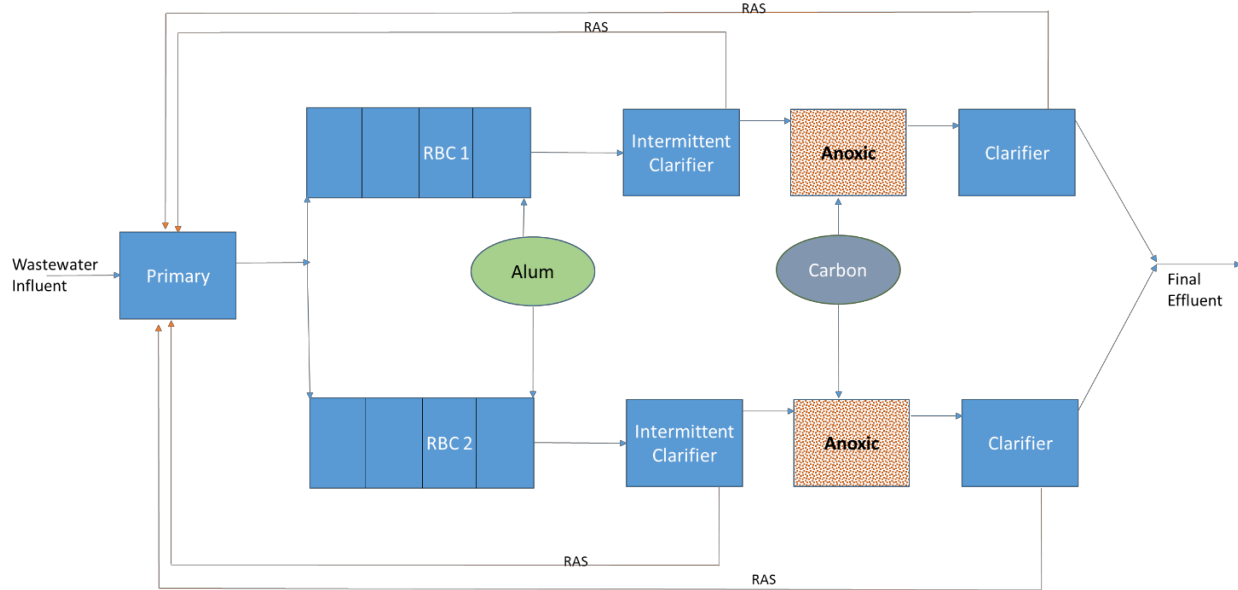 RAS
RAS
RBC 1
Intermittent
Clarifier
Anoxic
Clarifier
Wastewater
Influent
Primary
Alum
Carbon
Final
Effluent
RBC 2
Intermittent
Clarifier
Anoxic
Clarifier
RAS
RAS